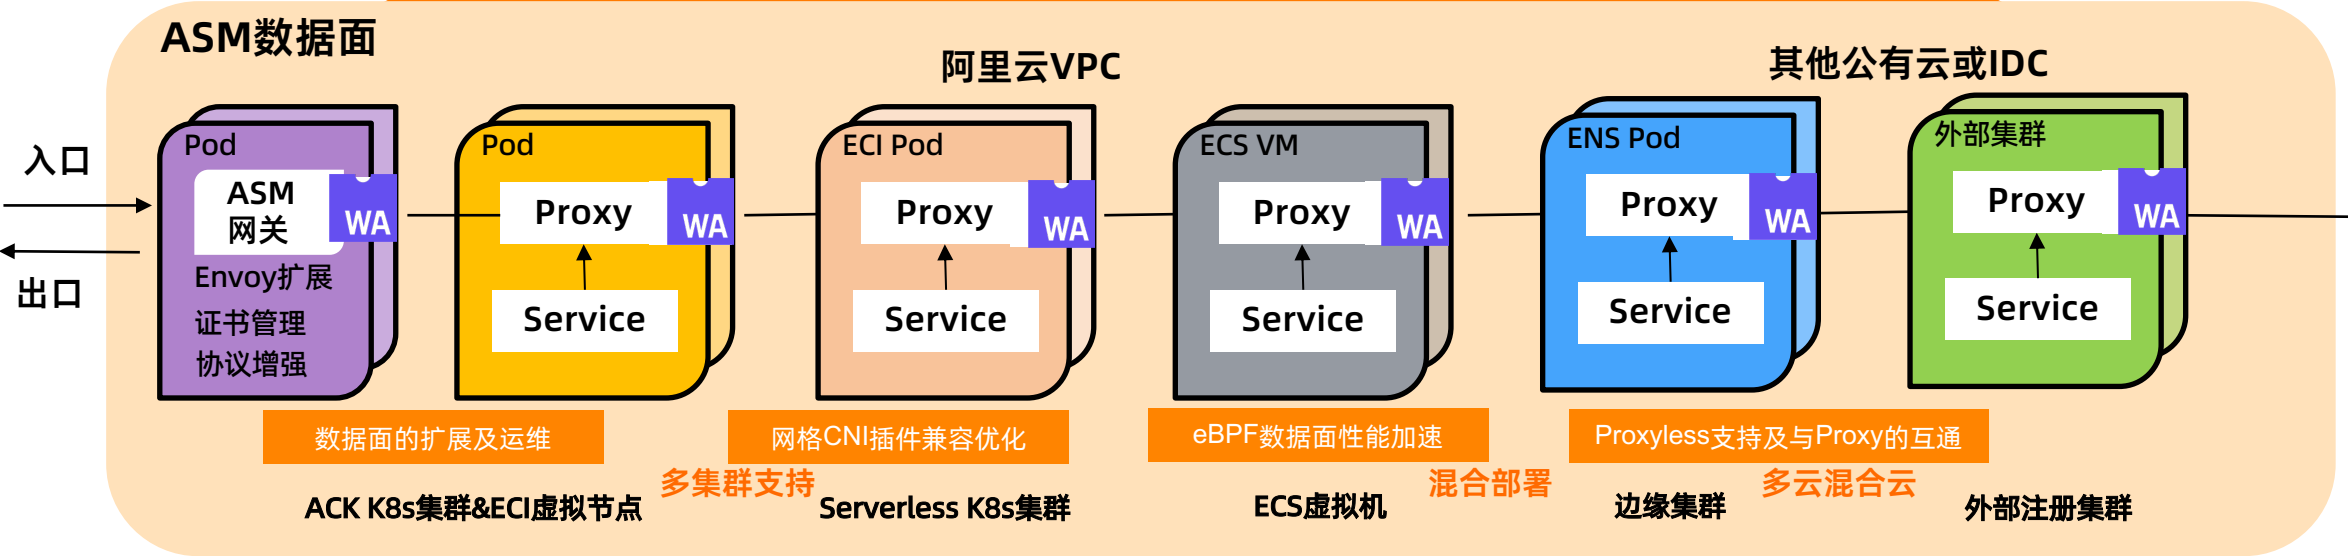 ASM数据面
阿里云VPC
其他公有云或IDC
入口
出口
Pod
ASM
网关
WA
Envoy扩展
证书管理
协议增强
Pod
Proxy
WA
Service
ECI Pod
Proxy
WA
Service
ECS VM
Proxy
WA
Service
ENS Pod
Proxy
WA
Service
外部集群
Proxy
WA
Service
数据面的扩展及运维
网格CNI插件兼容优化
eBPF数据面性能加速
Proxyless支持及与Proxy的互通
多集群支持
混合部署
多云混合云
ACK K8s集群&ECI虚拟节点
Serverless K8s集群
ECS虚拟机
边缘集群
外部注册集群